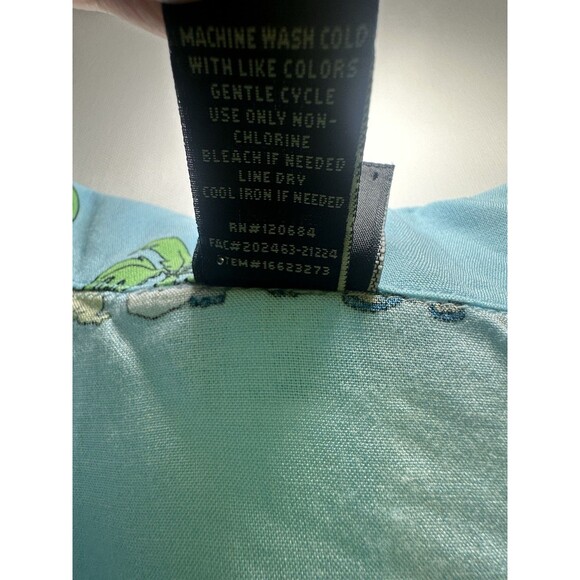 MACHINE WASH COLD
WITH LIKE COLORS
GENTLE CYCLE
USE ONLY NON-
CHLORINE
BLEACH IF NEEDED
LINE DRY
COOL IRON IF NEEDED
RN#120684
FAC#202463-21224
ITEM#16623273